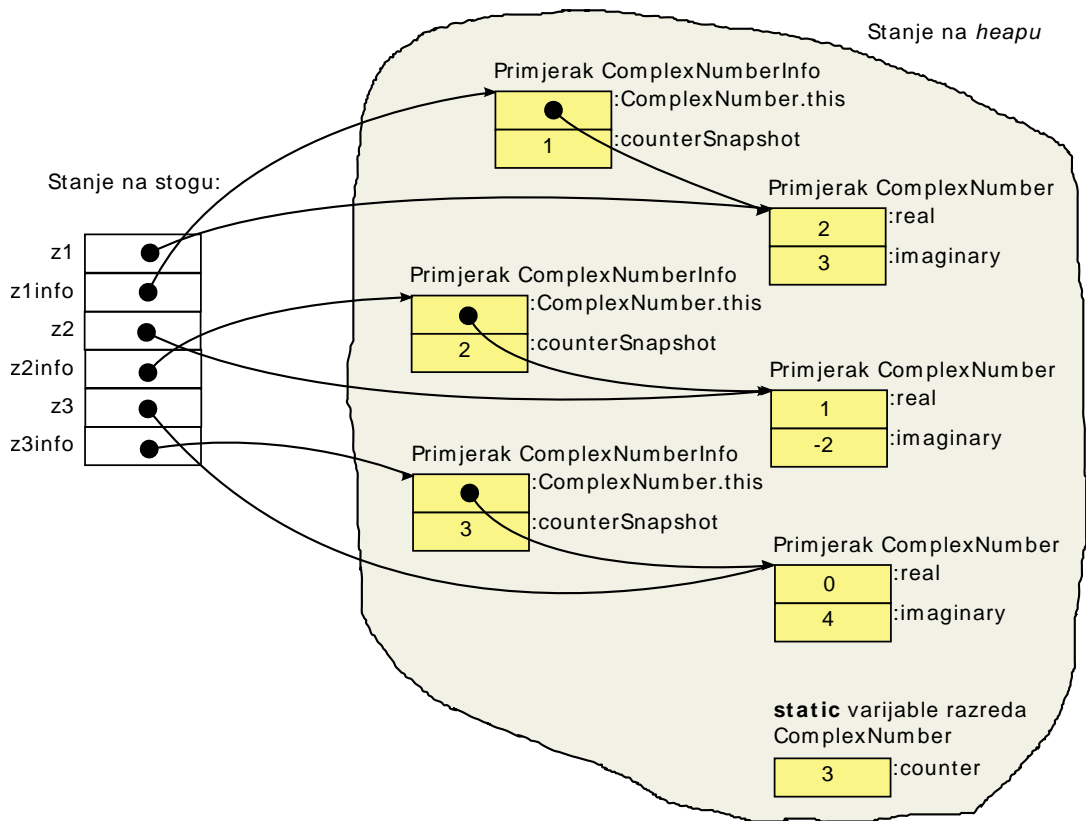 Stanje na heapu
Primjerak ComplexNumberInfo
:ComplexNumber.this
1
:counterSnapshot
Stanje na stogu:
z1
z1info
z2
z2info
z3
z3info
Primjerak ComplexNumber
2
:real
3
:imaginary
Primjerak ComplexNumberInfo
:ComplexNumber.this
2
:counterSnapshot
Primjerak ComplexNumber
1
:real
-2
:imaginary
Primjerak ComplexNumberInfo
:ComplexNumber.this
3
:counterSnapshot
Primjerak ComplexNumber
0
:real
4
:imaginary
static varijable razreda
ComplexNumber
3
:counter